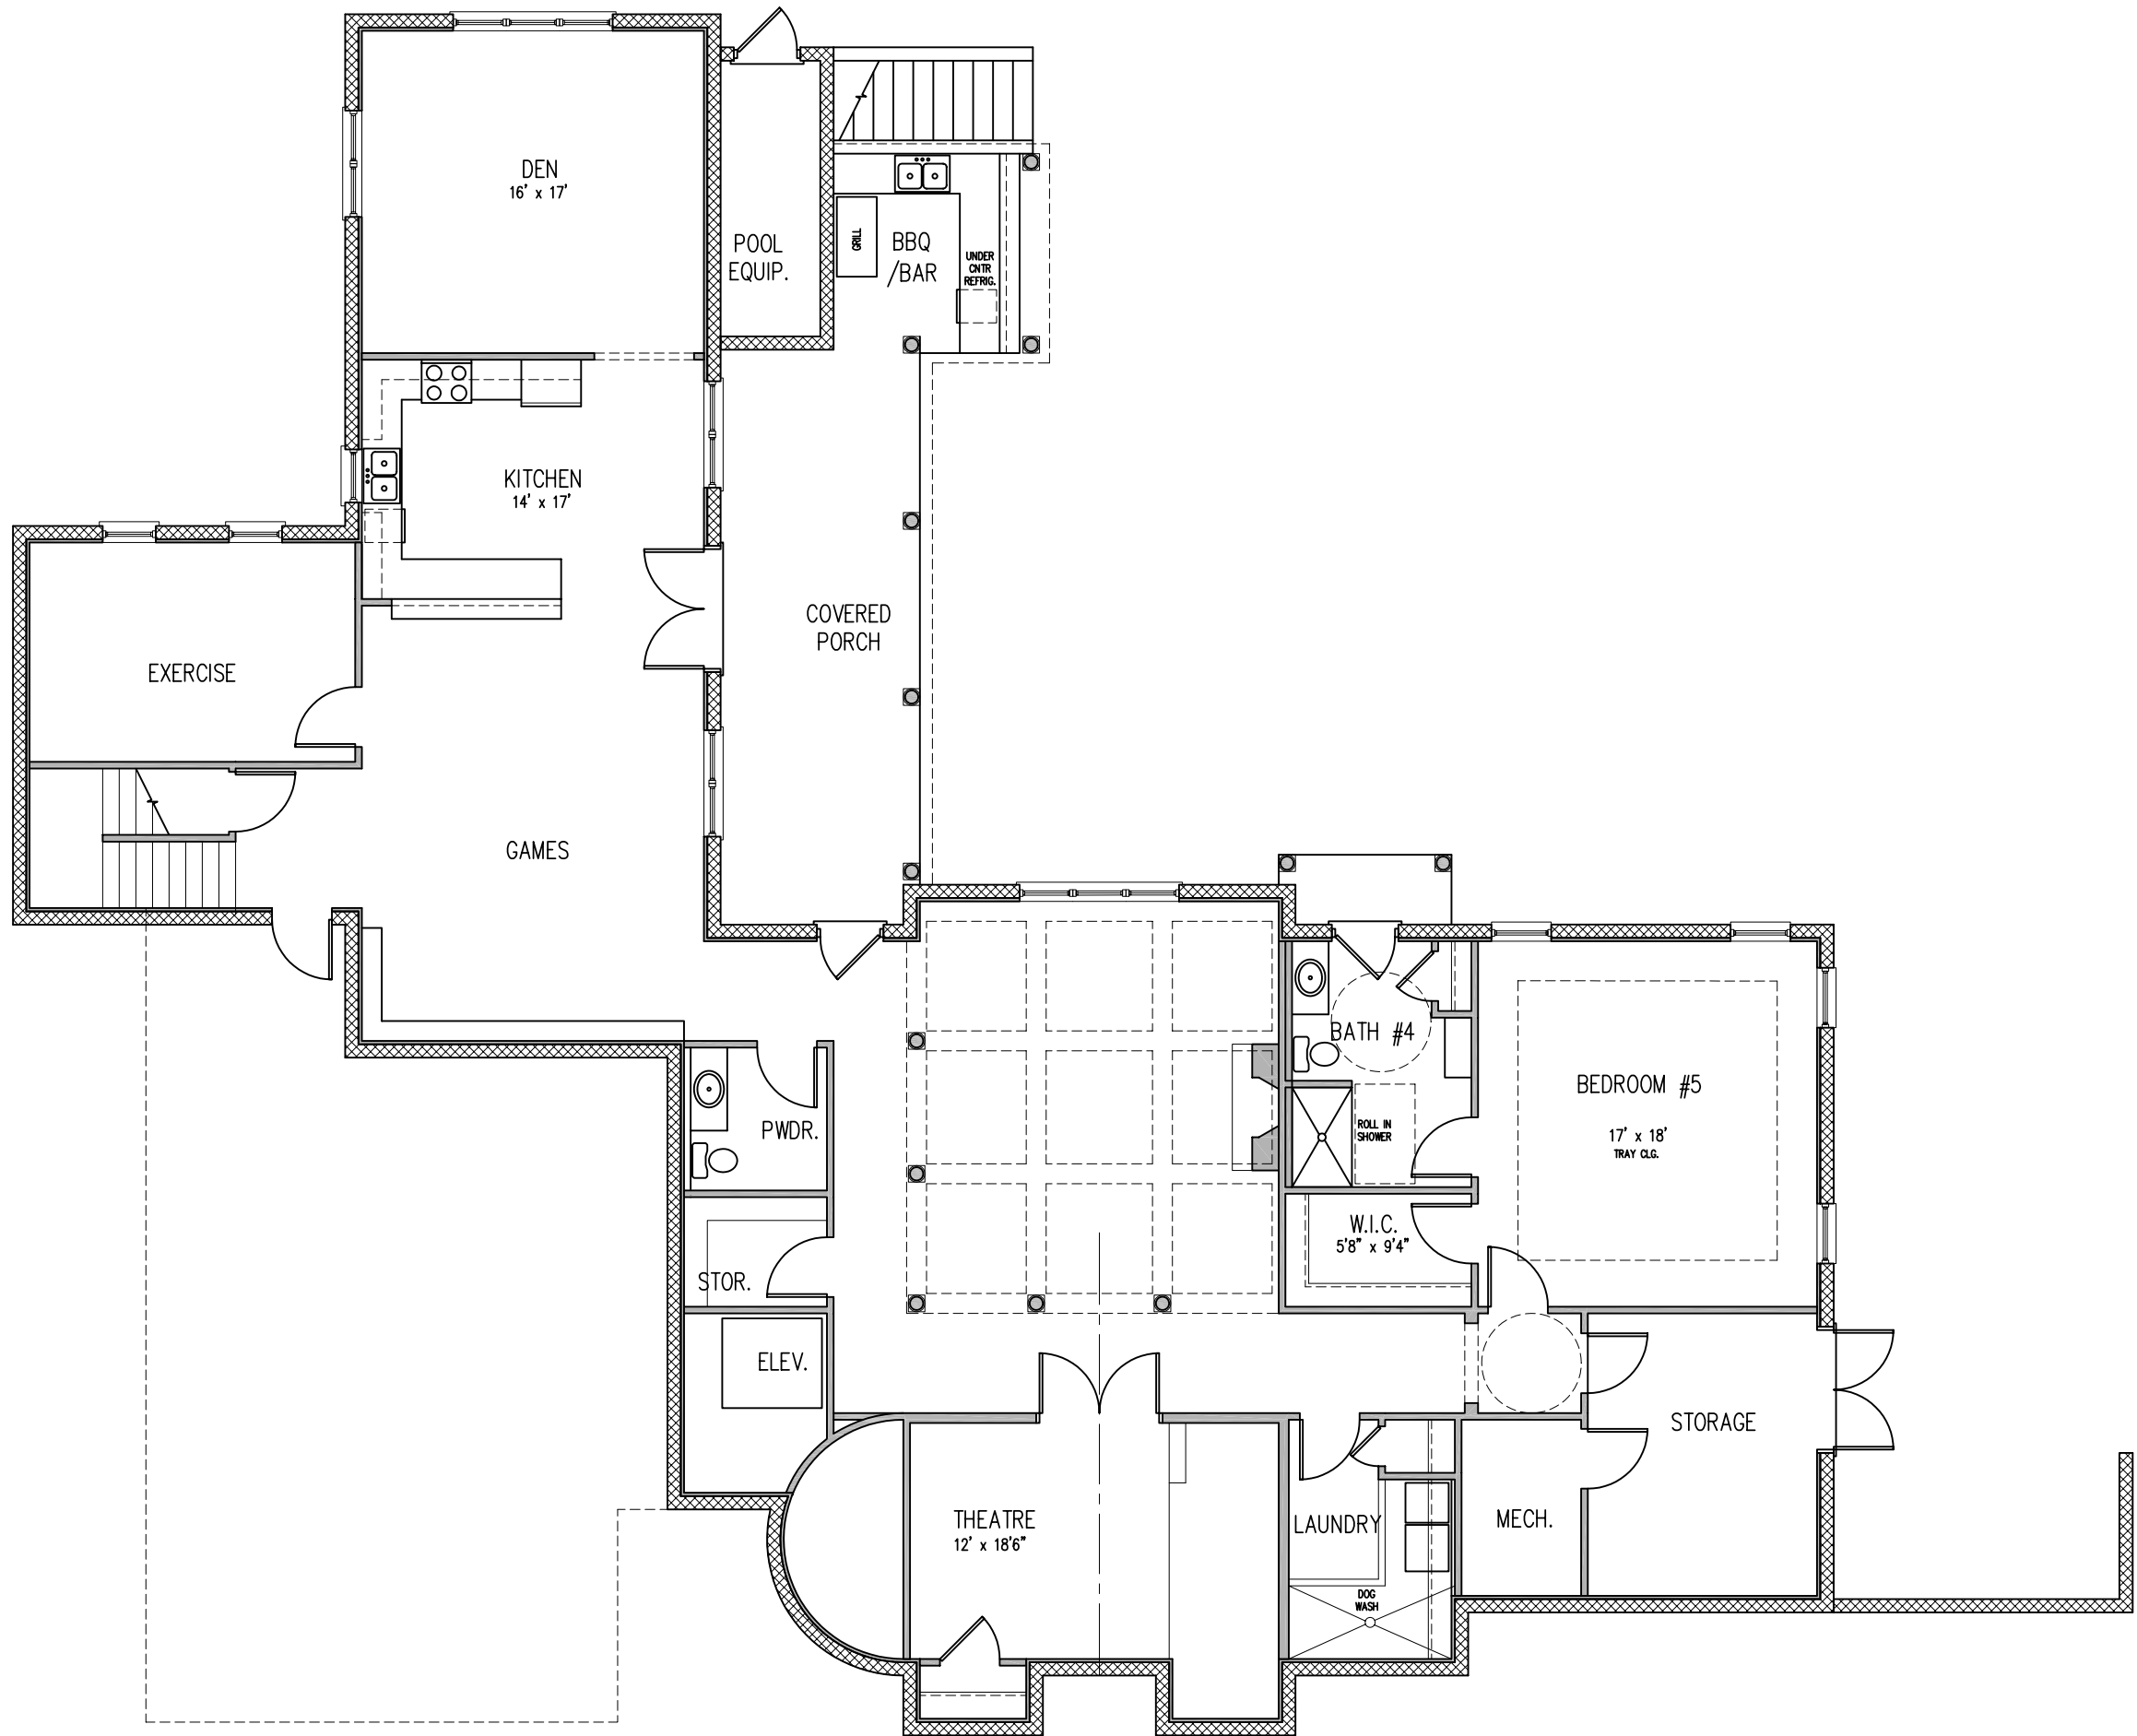 DEN
16' x 17'
POOL
EQUIP.
GRILL
BBQ
/BAR
UNDER
CNTR
REFRIG.
KITCHEN
14' x 17'
COVERED
PORCH
EXERCISE
GAMES
BATH #4
BEDROOM #5
17' x 18'
TRAY CLG.
PWDR.
ROLL IN
SHOWER
W.I.C.
5'8" x 9'4"
STOR.
ELEV.
STORAGE
THEATRE
12' x 18'6"
LAUNDRY
MECH.
DOG
WASH